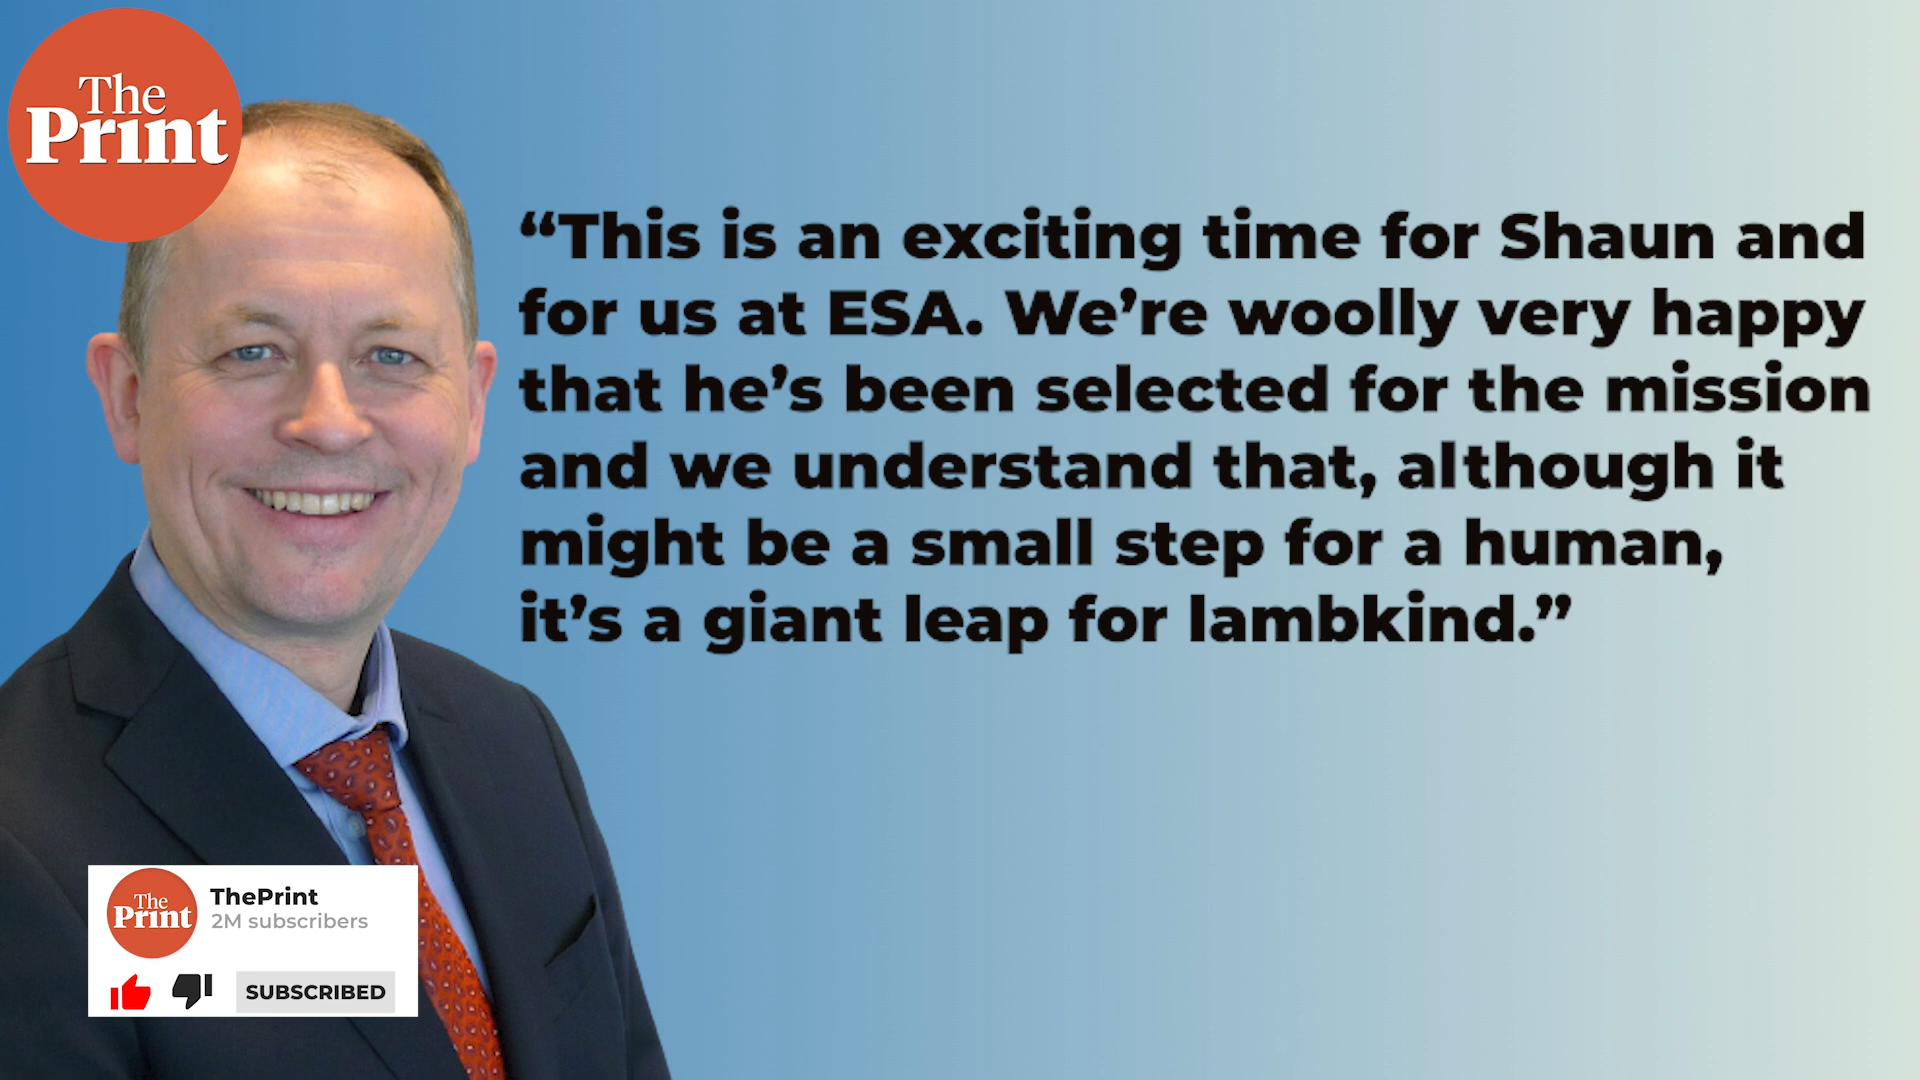 The
Print
“This is an exciting time for Shaun and
for us at ESA. We’re woolly very happy
that he’s been selected for the mission
and we understand that, although it
might be a small step for a human,
it’s a giant leap for lambkind.”
The
Print
ThePrint
2M subscribers
SUBSCRIBED